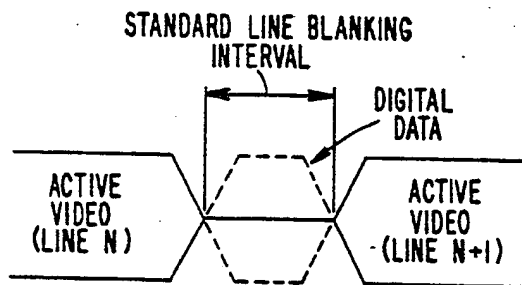 STANDARD LINE BLANKING
INTERVAL
DIGITAL
DATA
ACTIVE
VIDEO
(LINE N)
ACTIVE
VIDEO
(LINE N+1)